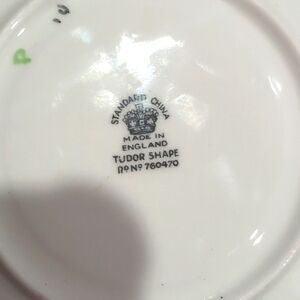 STANDARD CHINA
MADE IN
ENGLAND
TUDOR SHAPE
RD No 760470
P